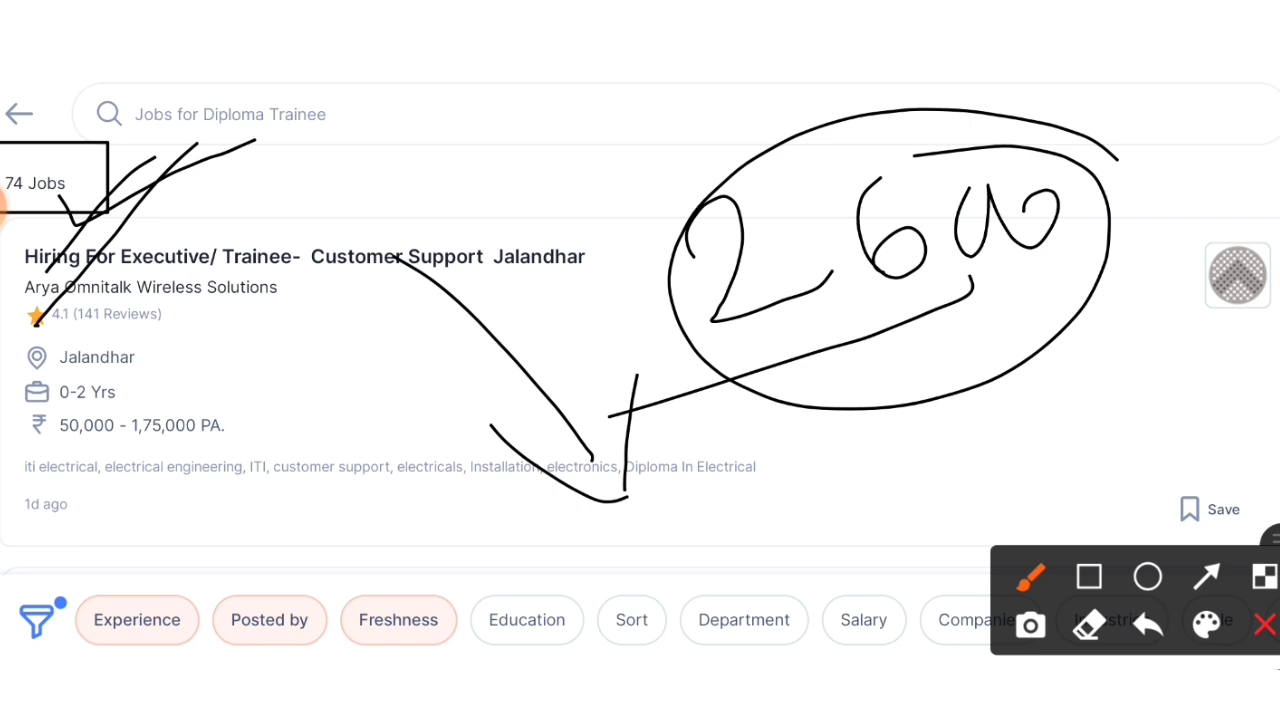 Jobs for Diploma Trainee
74 Jobs
2600
Hiring For Executive/ Trainee- Customer Support Jalandhar
Arya Omnitalk Wireless Solutions
4.1 (141 Reviews)
Jalandhar
0-2 Yrs
₹ 50,000 - 1,75,000 PA.
iti electrical, electrical engineering, ITI, customer support, electricals, Installation, electronics, Diploma In Electrical
1d ago
Save
Experience Posted by Freshness Education Sort Department Salary